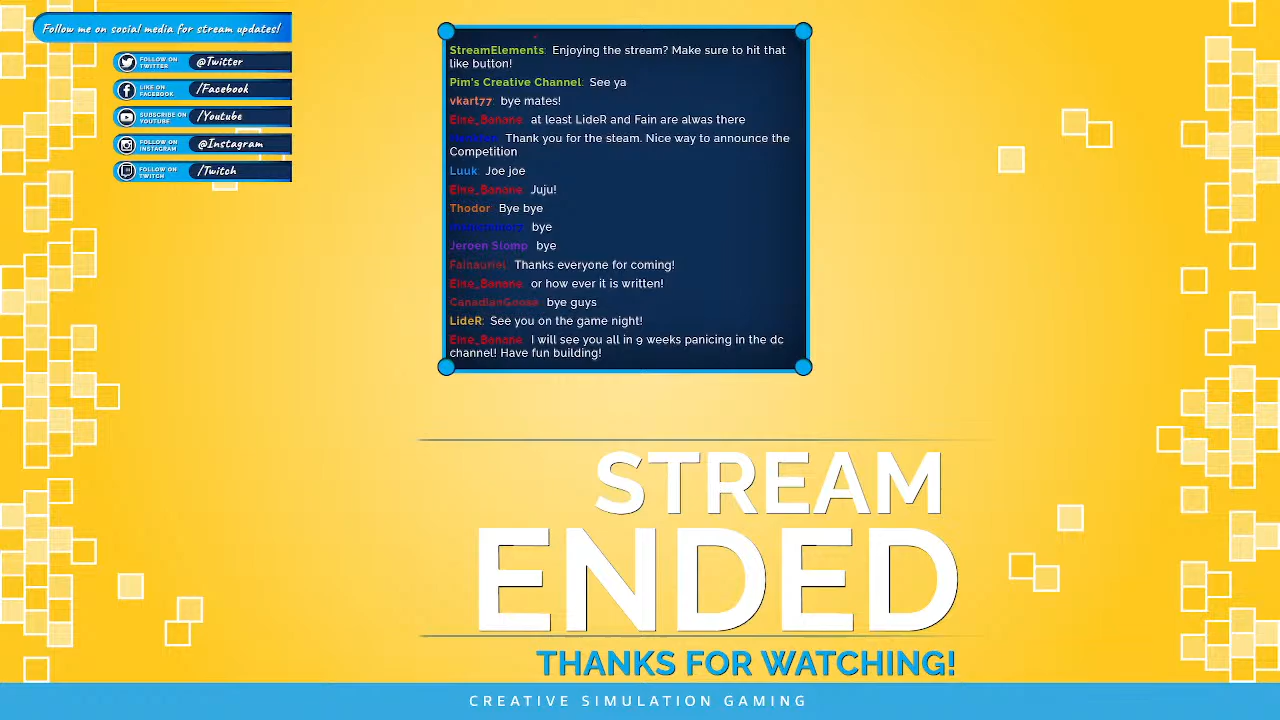 Follow me on social media for stream updates!
FOLLOW ON TWITTER @Twitter
LIKE ON FACEBOOK /Facebook
SUBSCRIBE ON YOUTUBE /Youtube
FOLLOW ON INSTAGRAM @Instagram
FOLLOW ON TWITCH /Twitch
StreamElements: Enjoying the stream? Make sure to hit that
like button!
Pim's Creative Channel: See ya
vkart77: bye mates!
Eine_Banane: at least LideR and Fain are alwas there
Thank you for the steam. Nice way to announce the
Competition
Luuk: Joe joe
Eine_Banane: Juju!
Thodor: Bye bye
bye
Jeroen Slomp: bye
Fainauriel: Thanks everyone for coming!
Eine_Banane: or how ever it is written!
CanadianGoose: bye guys
LideR: See you on the game night!
Eine_Banane: I will see you all in 9 weeks panicing in the dc
channel! Have fun building!
STREAM
ENDED
THANKS FOR WATCHING!
CREATIVE SIMULATION GAMING